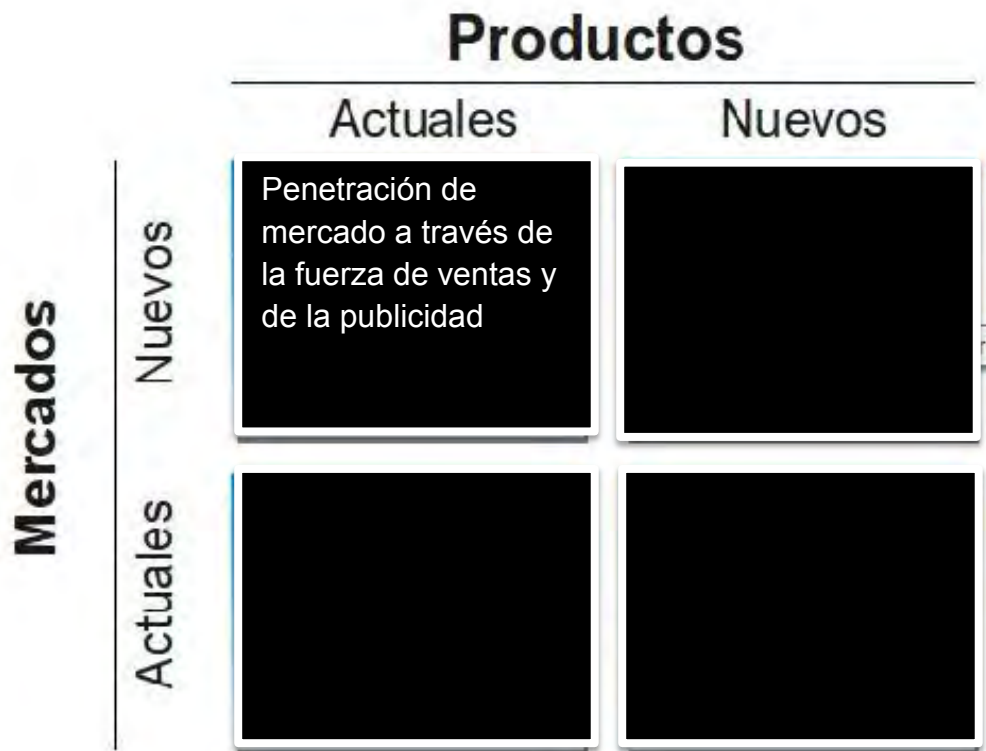 Productos
Actuales
Nuevos
Mercados
Nuevos
Penetración de
mercado a través de
la fuerza de ventas y
de la publicidad
Actuales